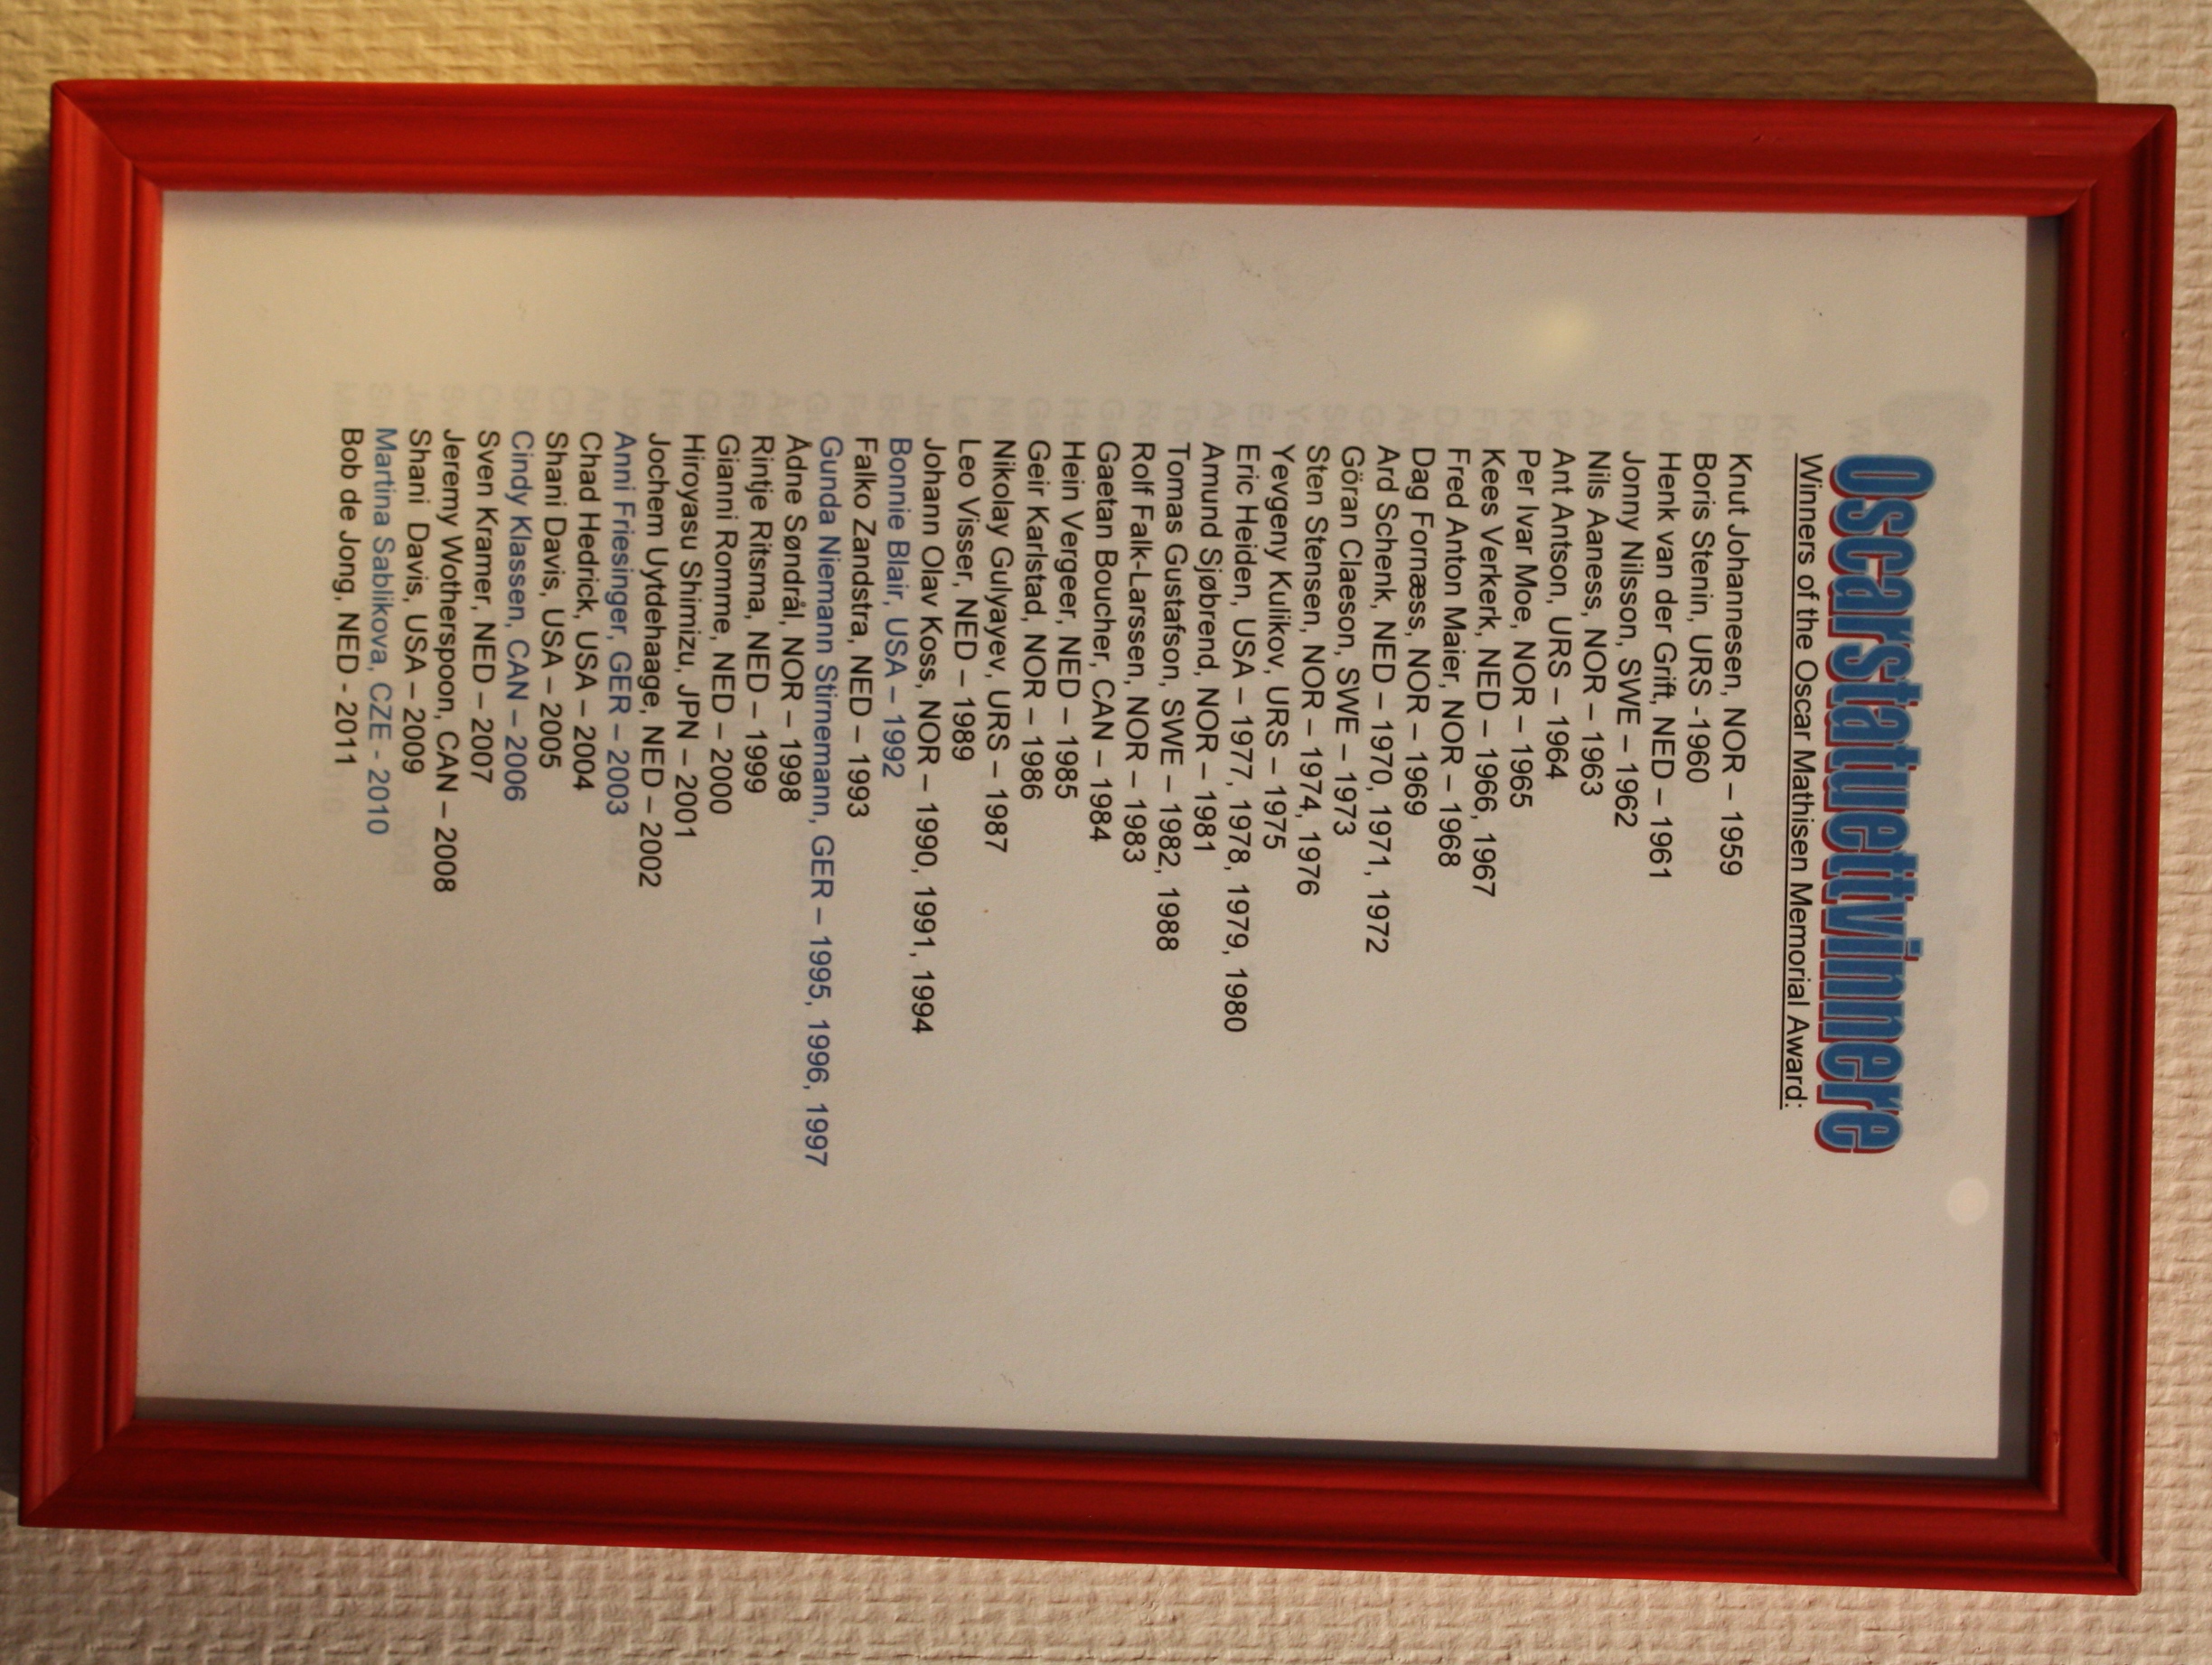 Oscarstatuettvinnere
Winners of the Oscar Mathisen Memorial Award:
Knut Johannesen, NOR – 1959
Boris Stenin, URS -1960
Henk van der Grift, NED – 1961
Jonny Nilsson, SWE – 1962
Nils Aaness, NOR – 1963
Ant Antson, URS – 1964
Per Ivar Moe, NOR – 1965
Kees Verkerk, NED – 1966, 1967
Fred Anton Maier, NOR – 1968
Dag Fornæss, NOR – 1969
Ard Schenk, NED – 1970, 1971, 1972
Göran Claeson, SWE – 1973
Sten Stensen, NOR – 1974, 1976
Yevgeny Kulikov, URS – 1975
Eric Heiden, USA – 1977, 1978, 1979, 1980
Amund Sjøbrend, NOR – 1981
Tomas Gustafson, SWE – 1982, 1988
Rolf Falk-Larssen, NOR – 1983
Gaetan Boucher, CAN – 1984
Hein Vergeer, NED – 1985
Geir Karlstad, NOR – 1986
Nikolay Gulyayev, URS – 1987
Leo Visser, NED – 1989
Johann Olav Koss, NOR – 1990, 1991, 1994
Bonnie Blair, USA – 1992
Falko Zandstra, NED – 1993
Gunda Niemann Stirnemann, GER – 1995, 1996, 1997
Ådne Søndrål, NOR – 1998
Rintje Ritsma, NED – 1999
Gianni Romme, NED – 2000
Hiroyasu Shimizu, JPN – 2001
Jochem Uytdehaage, NED – 2002
Anni Friesinger, GER – 2003
Chad Hedrick, USA – 2004
Shani Davis, USA – 2005
Cindy Klassen, CAN – 2006
Sven Kramer, NED – 2007
Jeremy Wotherspoon, CAN – 2008
Shani Davis, USA – 2009
Martina Sablikova, CZE - 2010
Bob de Jong, NED - 2011